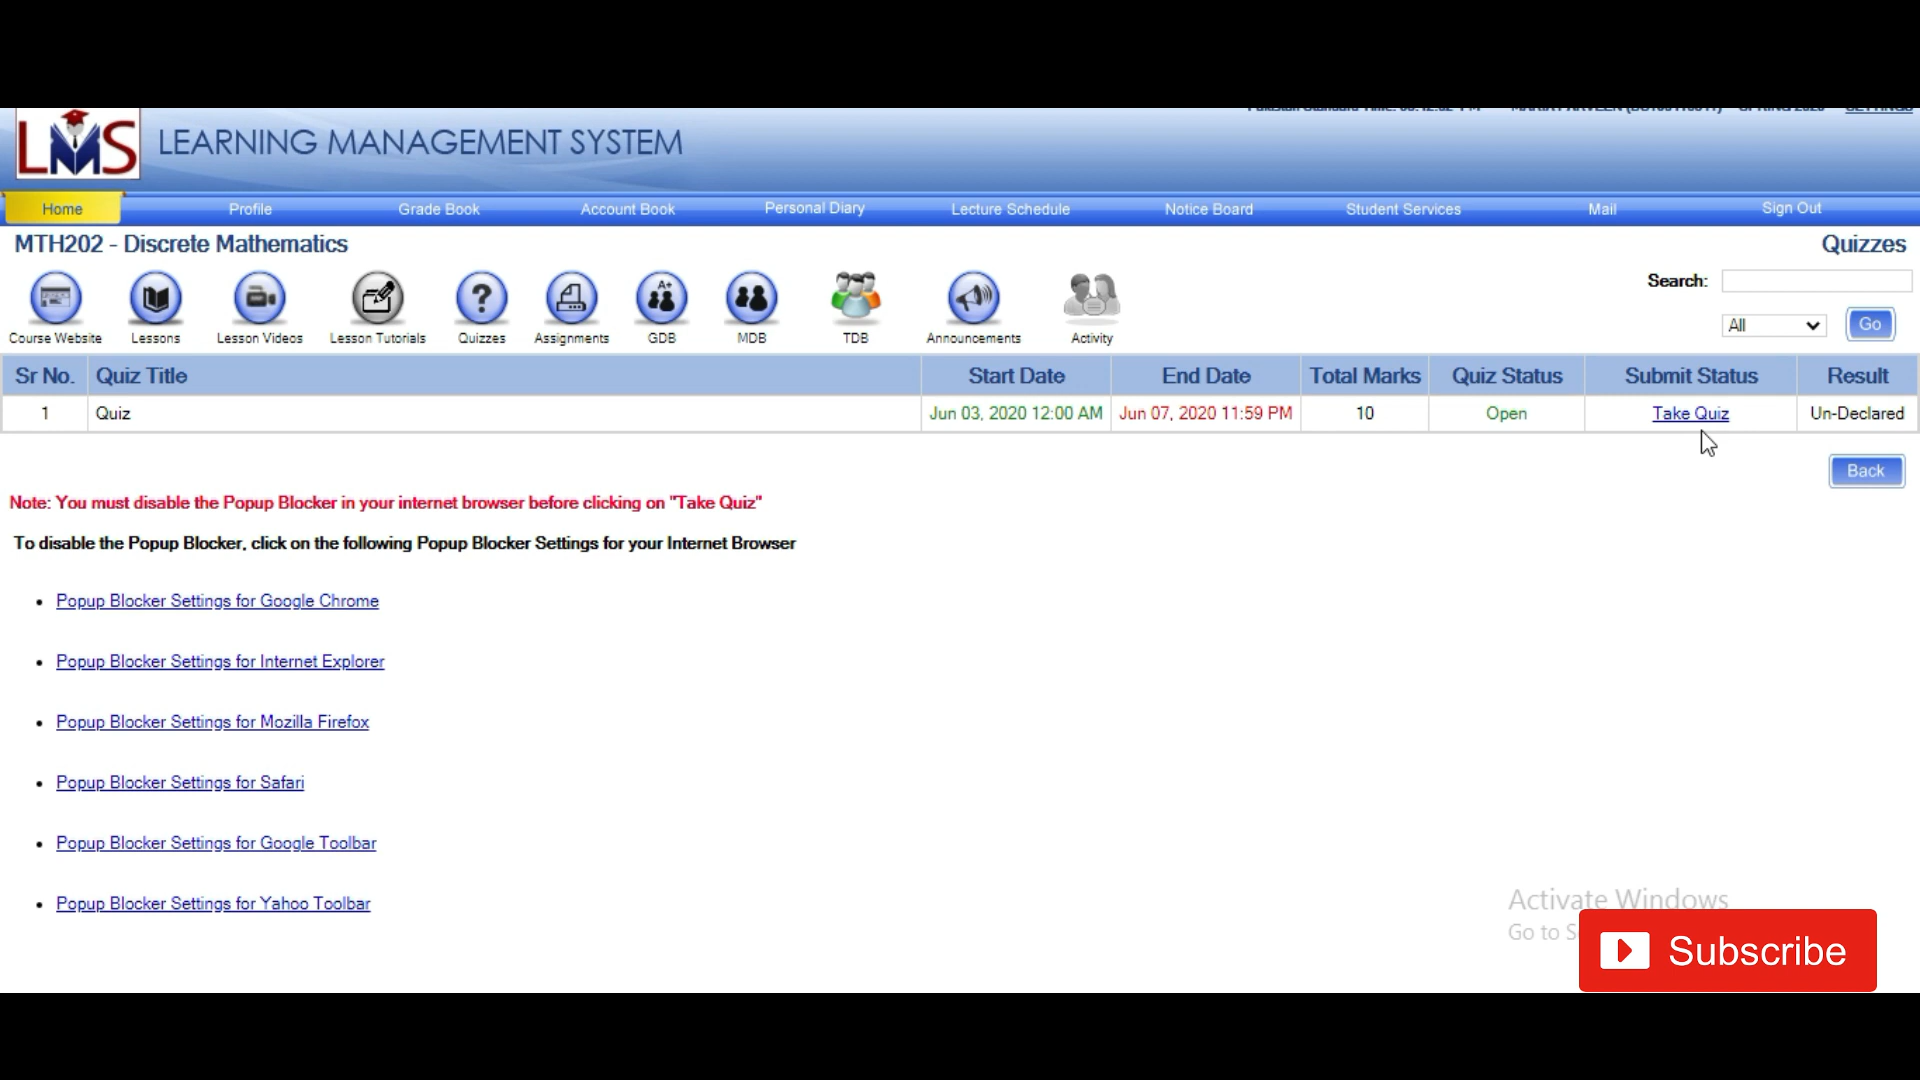 LMS LEARNING MANAGEMENT SYSTEM
Home Profile Grade Book Account Book Personal Diary Lecture Schedule Notice Board Student Services Mail Sign Out
MTH202 - Discrete Mathematics Quizzes
Search:
A+
Course Website Lessons Lesson Videos Lesson Tutorials Quizzes Assignments GDB MDB TDB Announcements Activity
All Go
Sr No. Quiz Title Start Date End Date Total Marks Quiz Status Submit Status Result
1 Quiz Jun 03, 2020 12:00 AM Jun 07, 2020 11:59 PM 10 Open Take Quiz Un-Declared
Back
Note: You must disable the Popup Blocker in your internet browser before clicking on "Take Quiz"
To disable the Popup Blocker, click on the following Popup Blocker Settings for your Internet Browser
• Popup Blocker Settings for Google Chrome
• Popup Blocker Settings for Internet Explorer
• Popup Blocker Settings for Mozilla Firefox
• Popup Blocker Settings for Safari
• Popup Blocker Settings for Google Toolbar
• Popup Blocker Settings for Yahoo Toolbar
Activate Windows
Go to
Subscribe